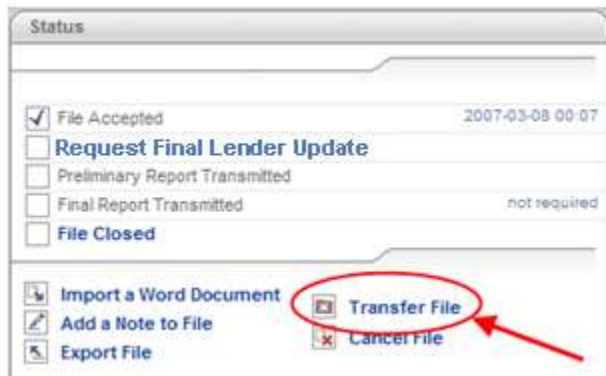 Status
File Accepted 2007-03-08 00:07
Request Final Lender Update
Preliminary Report Transmitted
Final Report Transmitted not required
File Closed
Import a Word Document Transfer File
Add a Note to File Cancel File
Export File